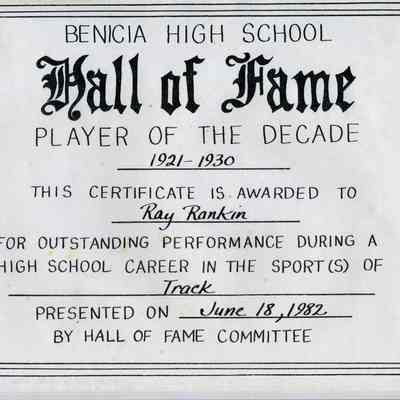 BENICIA HIGH SCHOOL
Hall of Fame
PLAYER OF THE DECADE
1921-1930
THIS CERTIFICATE IS AWARDED TO
Ray Rankin
FOR OUTSTANDING PERFORMANCE DURING A
HIGH SCHOOL CAREER IN THE SPORT(S) OF
Track
PRESENTED ON June 18, 1982
BY HALL OF FAME COMMITTEE